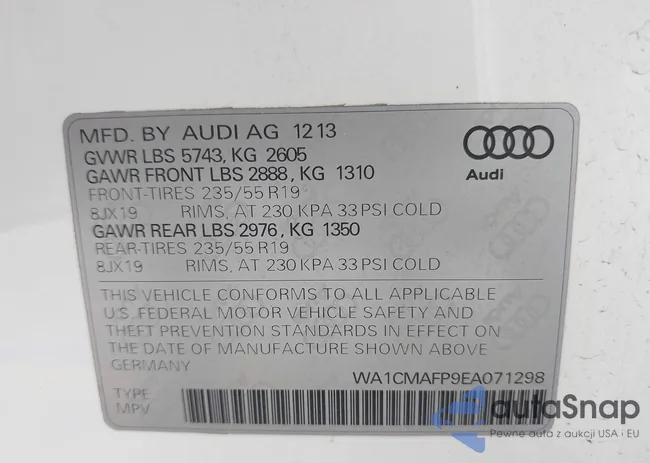 MFD. BY AUDI AG 1213
GVWR LBS 5743, KG 2605
GAWR FRONT LBS 2888, KG 1310
FRONT-TIRES 235/55 R19
8JX19 RIMS, AT 230 KPA 33 PSI COLD
GAWR REAR LBS 2976, KG 1350
REAR-TIRES 235/55 R19
8JX19 RIMS, AT 230 KPA 33 PSI COLD
Audi
THIS VEHICLE CONFORMS TO ALL APPLICABLE
U.S. FEDERAL MOTOR VEHICLE SAFETY AND
THEFT PREVENTION STANDARDS IN EFFECT ON
THE DATE OF MANUFACTURE SHOWN ABOVE.
GERMANY
WA1CMAFP9EA071298
TYPE
MPV
autaSnap
Pewne auta z aukcji USA i EU